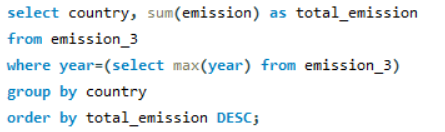 select country, sum(emission) as total_emission
from emission_3
where year=(select max(year) from emission_3)
group by country
order by total_emission DESC;